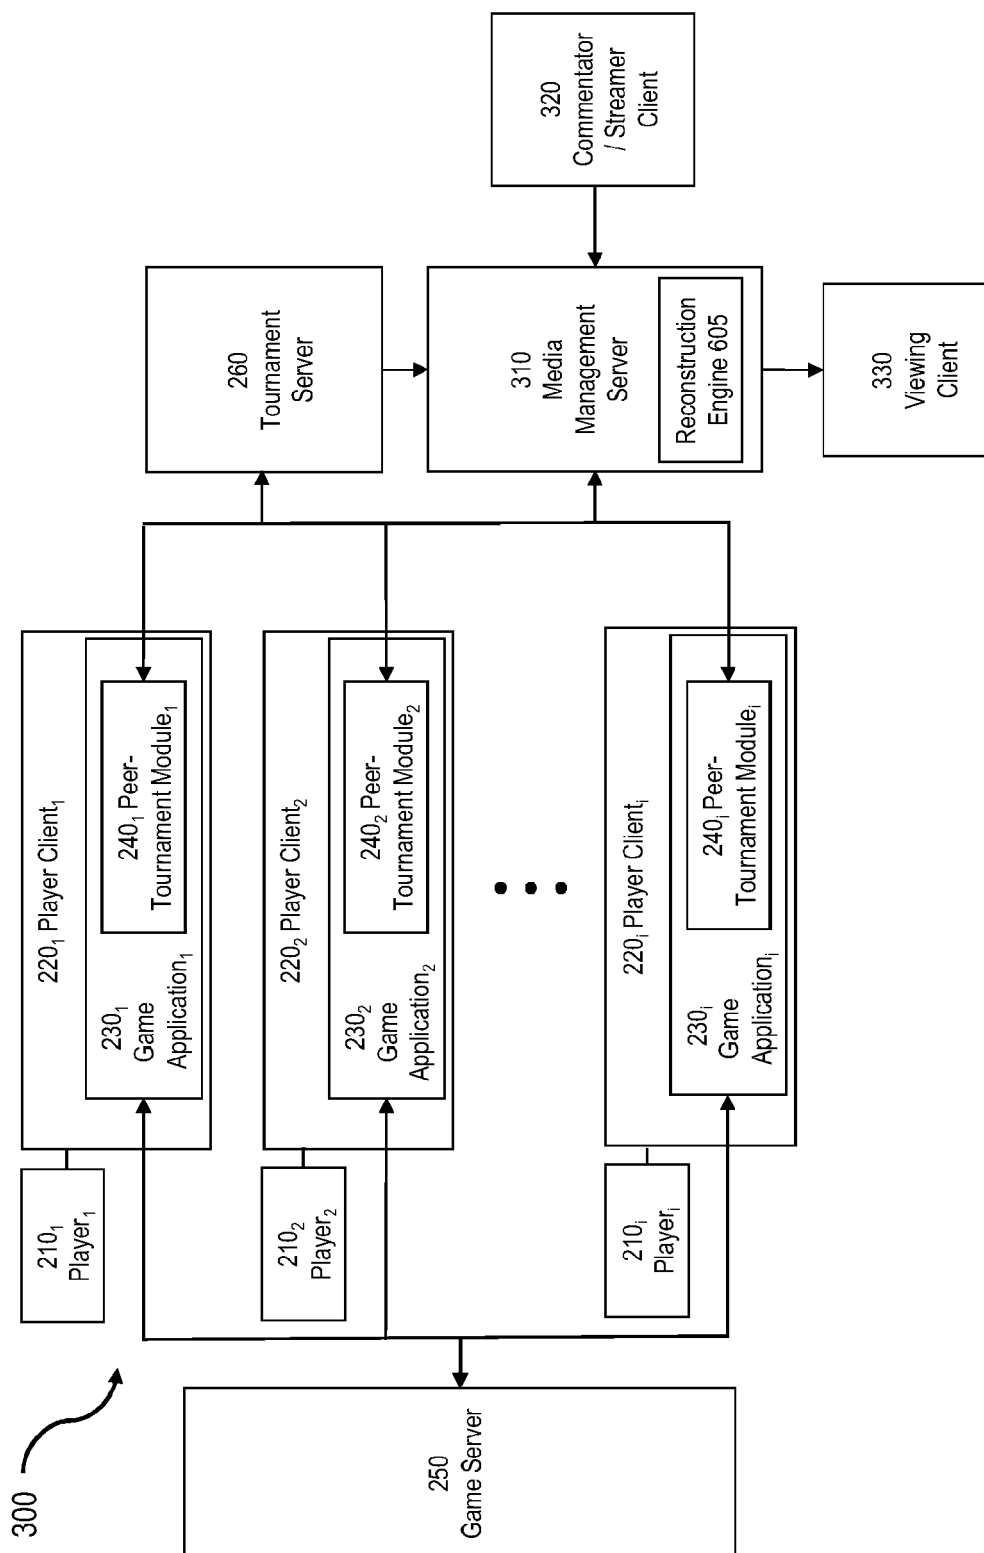 300
250
Game Server
210₁
Player₁
220₁ Player Client₁
230₁
Game
Application₁
240₁ Peer-
Tournament Module₁
210₂
Player₂
220₂ Player Client₂
230₂
Game
Application₂
240₂ Peer-
Tournament Module₂
210ᵢ
Playerᵢ
220ᵢ Player Clientᵢ
230ᵢ
Game
Applicationᵢ
240ᵢ Peer-
Tournament Moduleᵢ
260
Tournament
Server
310
Media
Management
Server
Reconstruction
Engine 605
320
Commentator
/ Streamer
Client
330
Viewing
Client